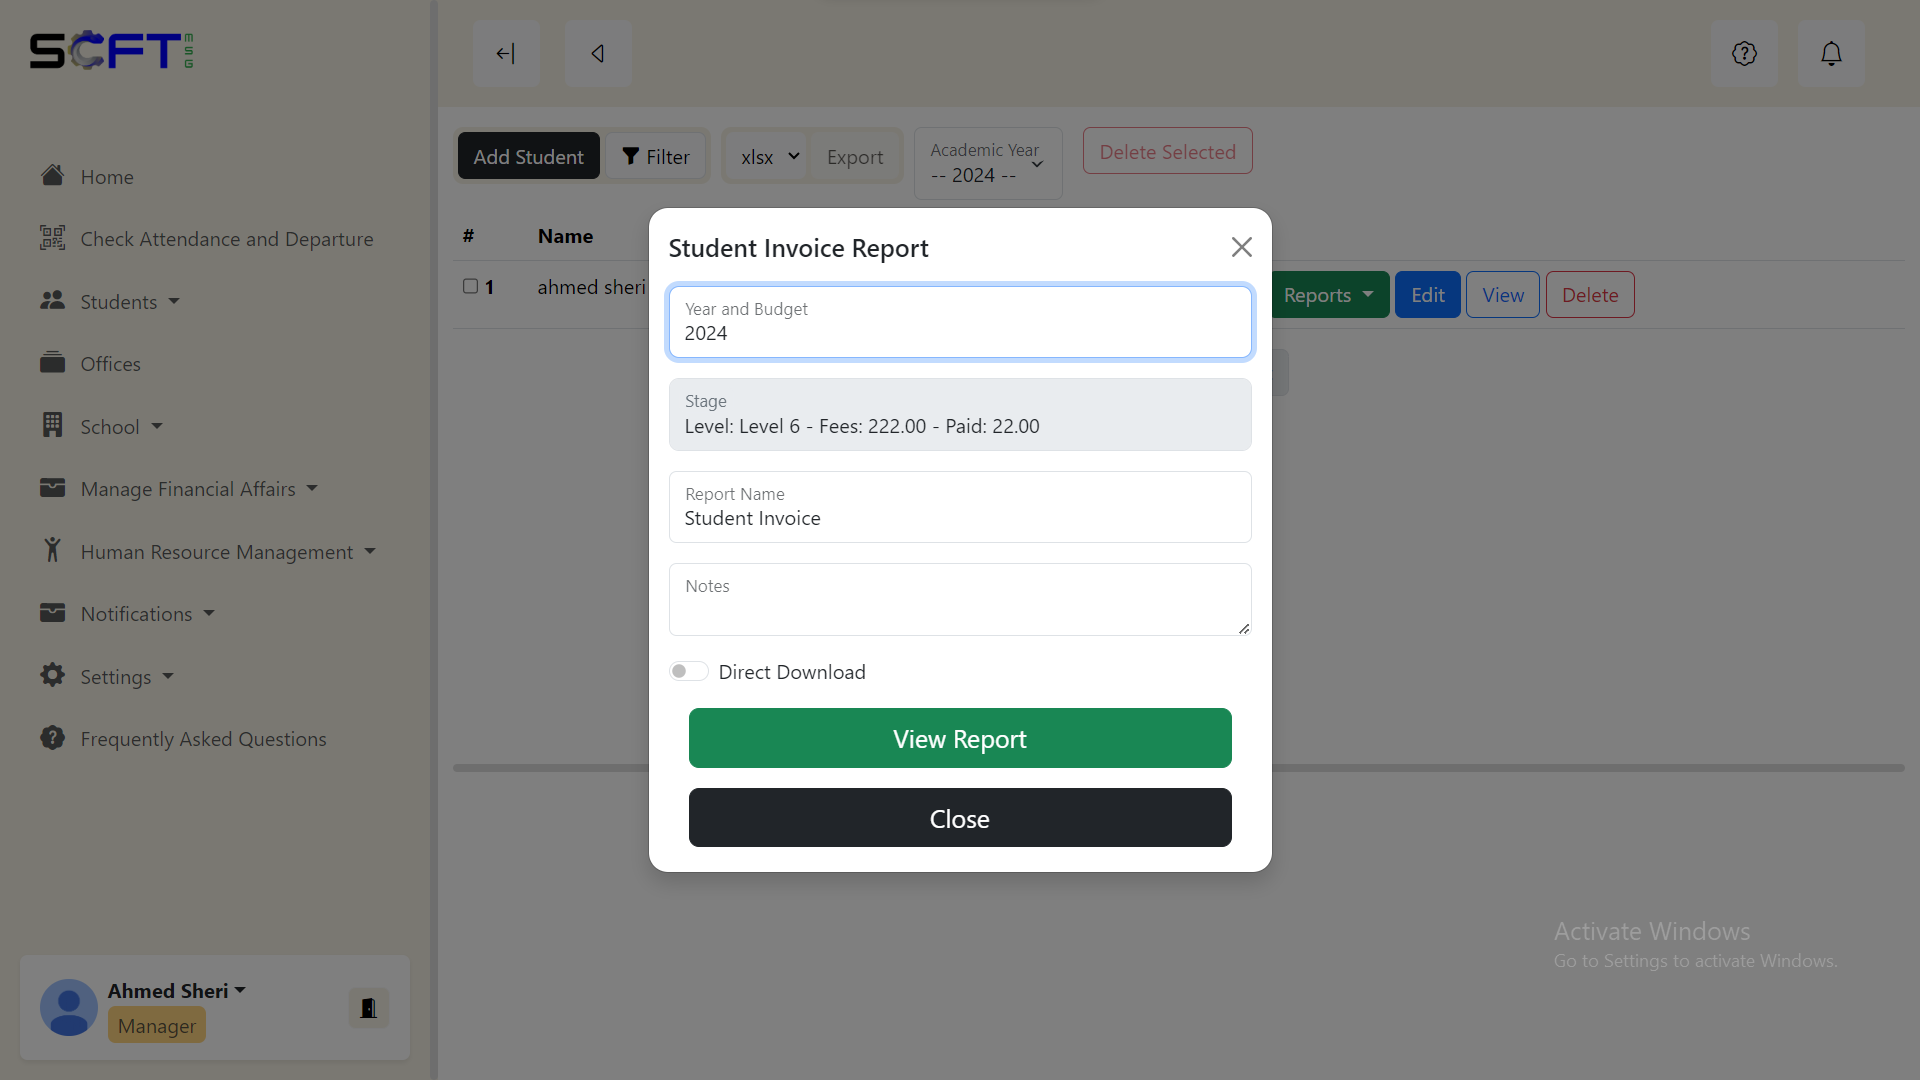 SCFT
MSG
Home
Check Attendance and Departure
Students
Offices
School
Manage Financial Affairs
Human Resource Management
Notifications
Settings
Frequently Asked Questions
Ahmed Sheri
Manager
Add Student
Filter
xlsx
Export
Academic Year
-- 2024 --
Delete Selected
# Name
1 ahmed sheri
Reports
Edit
View
Delete
Student Invoice Report
Year and Budget
2024
Stage
Level: Level 6 - Fees: 222.00 - Paid: 22.00
Report Name
Student Invoice
Notes
Direct Download
View Report
Close
Activate Windows
Go to Settings to activate Windows.